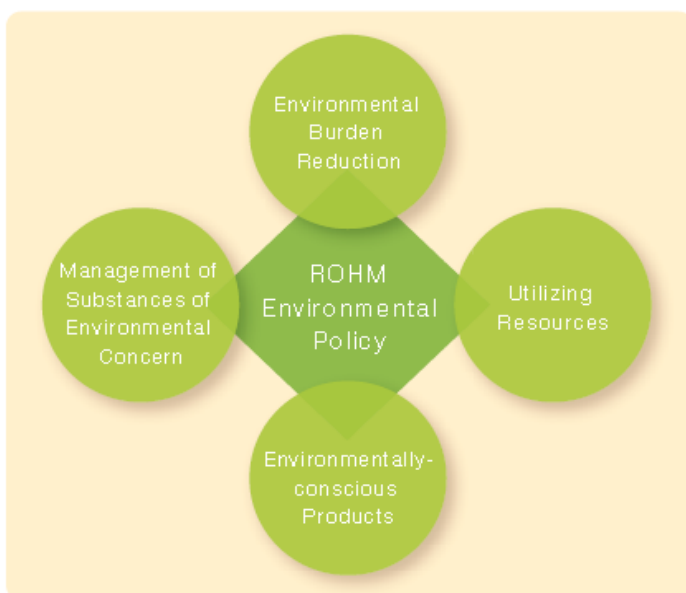 Environmental
Burden
Reduction
Management of
Substances of
Environmental
Concern
ROHM
Environmental
Policy
Utilizing
Resources
Environmentally-
conscious
Products